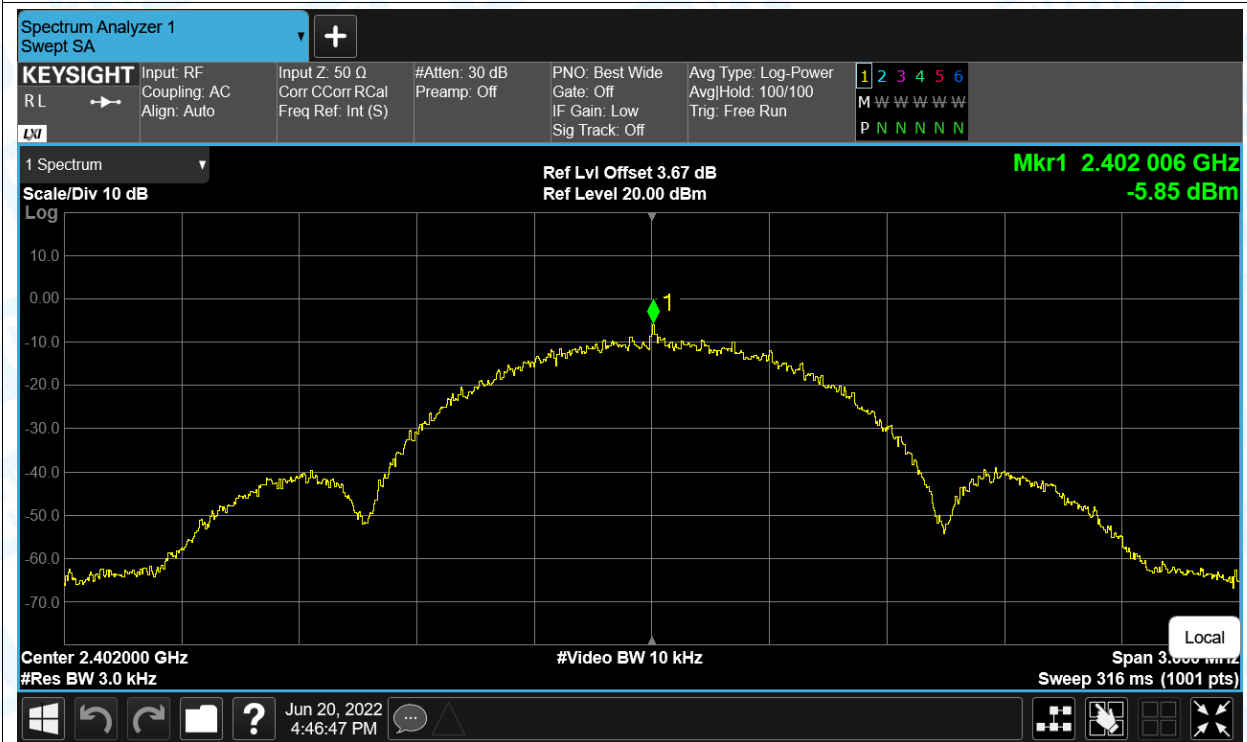 Spectrum Analyzer 1
Swept SA
KEYSIGHT
R L
LXI
Input: RF
Coupling: AC
Align: Auto
Input Z: 50 Ω
Corr CCorr RCal
Freq Ref: Int (S)
#Atten: 30 dB
Preamp: Off
PNO: Best Wide
Gate: Off
IF Gain: Low
Sig Track: Off
Avg Type: Log-Power
Avg|Hold: 100/100
Trig: Free Run
1 2 3 4 5 6
M W W W W W
P N N N N N
1 Spectrum
Scale/Div 10 dB
Ref Lvl Offset 3.67 dB
Ref Level 20.00 dBm
Mkr1 2.402 006 GHz
-5.85 dBm
Log
10.0
0.00
-10.0
-20.0
-30.0
-40.0
-50.0
-60.0
-70.0
1
Local
Center 2.402000 GHz
#Video BW 10 kHz
Span
#Res BW 3.0 kHz
Sweep 316 ms (1001 pts)
?
Jun 20, 2022
4:46:47 PM